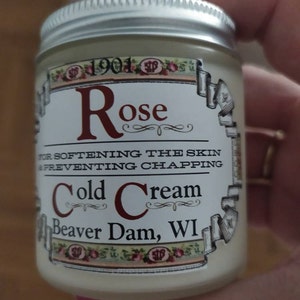 1901
Rose
FOR SOFTENING THE SKIN
& PREVENTING CHAPPING
Cold Cream
Beaver Dam, WI